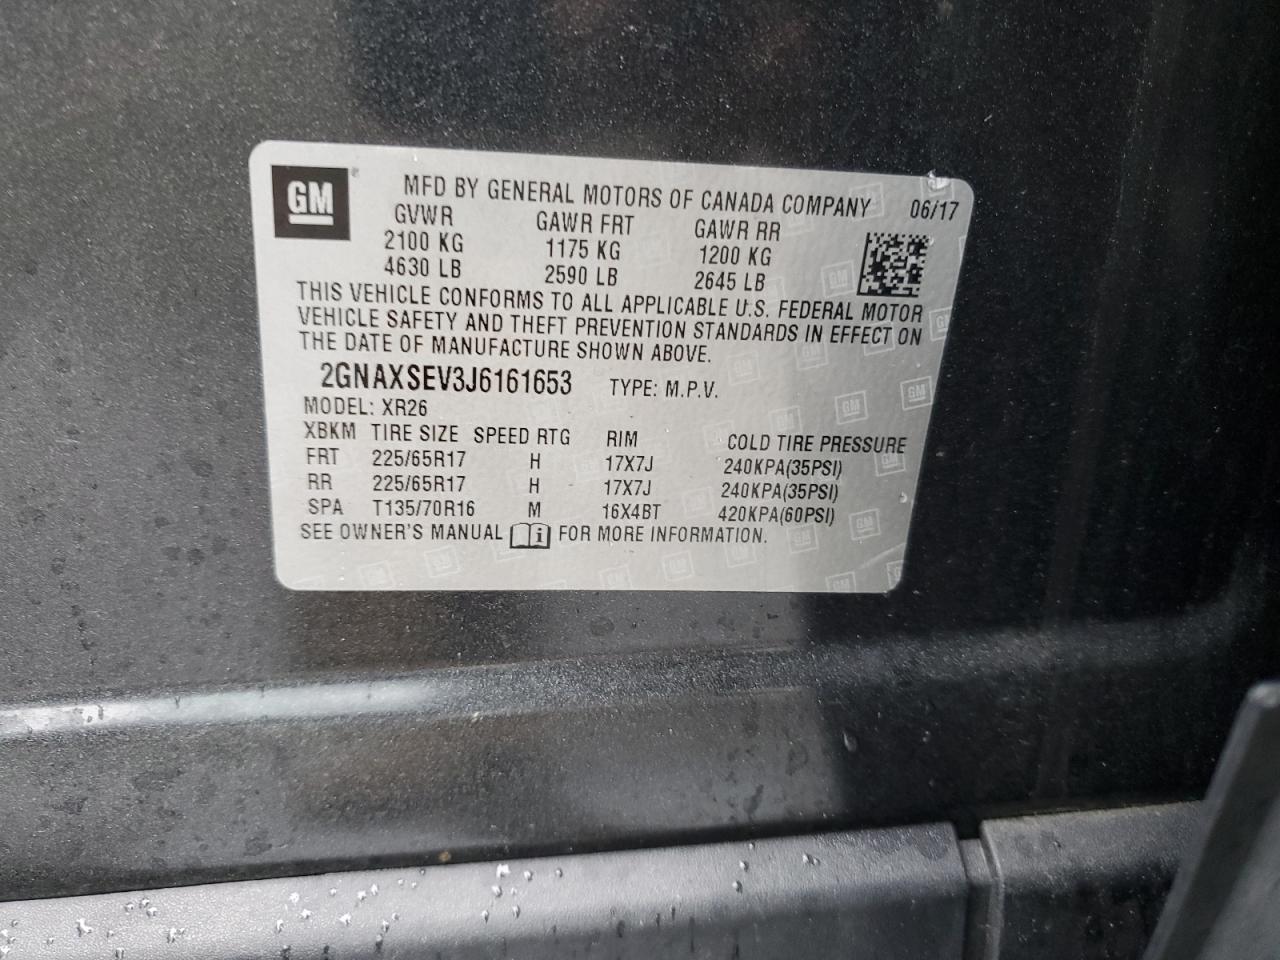 GM MFD BY GENERAL MOTORS OF CANADA COMPANY 06/17
GVWR GAWR FRT GAWR RR
2100 KG 1175 KG 1200 KG
4630 LB 2590 LB 2645 LB
THIS VEHICLE CONFORMS TO ALL APPLICABLE U.S. FEDERAL MOTOR
VEHICLE SAFETY AND THEFT PREVENTION STANDARDS IN EFFECT ON
THE DATE OF MANUFACTURE SHOWN ABOVE.
2GNAXSEV3J6161653 TYPE: M.P.V.
MODEL: XR26
XBKM TIRE SIZE SPEED RTG RIM COLD TIRE PRESSURE
FRT 225/65R17 H 17X7J 240KPA(35PSI)
RR 225/65R17 H 17X7J 240KPA(35PSI)
SPA T135/70R16 M 16X4BT 420KPA(60PSI)
SEE OWNER'S MANUAL i FOR MORE INFORMATION.